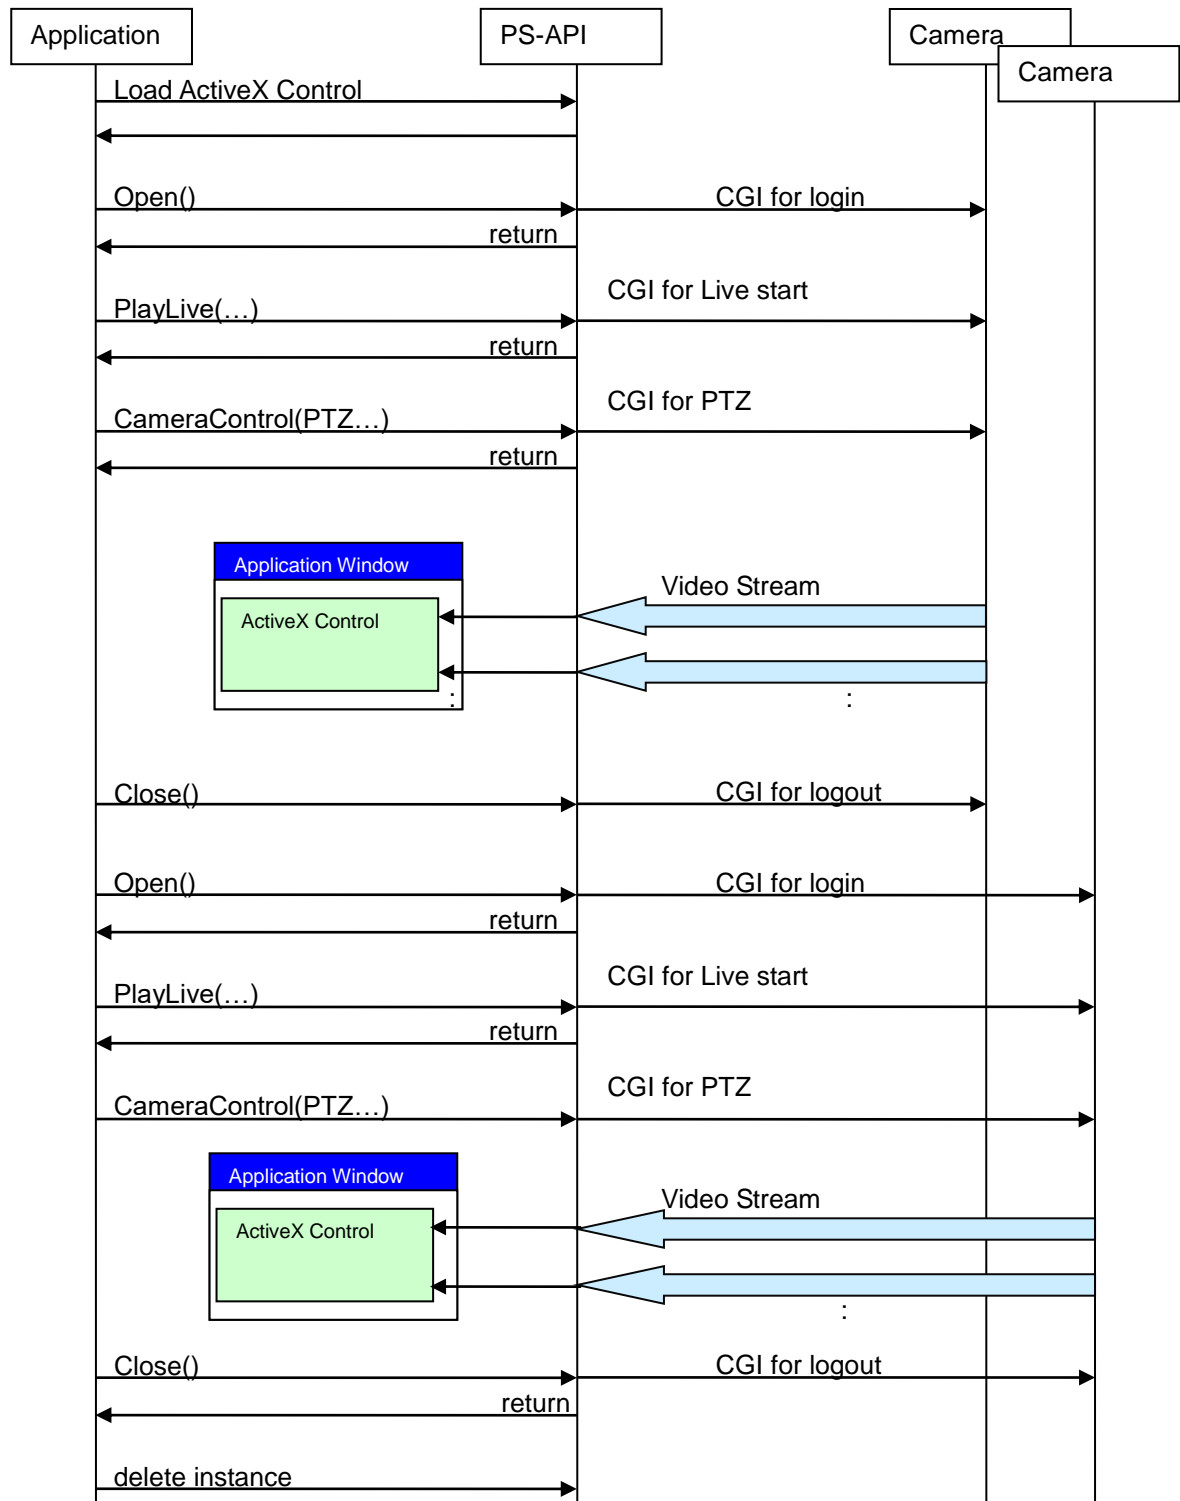 Application
PS-API
Camera
Camera
Load ActiveX Control
Open()
CGI for login
return
CGI for Live start
PlayLive(…)
return
CGI for PTZ
CameraControl(PTZ…)
return
Application Window
Video Stream
ActiveX Control
:
:
Close()
CGI for logout
Open()
CGI for login
return
CGI for Live start
PlayLive(…)
return
CGI for PTZ
CameraControl(PTZ…)
Application Window
Video Stream
ActiveX Control
:
Close()
CGI for logout
return
delete instance